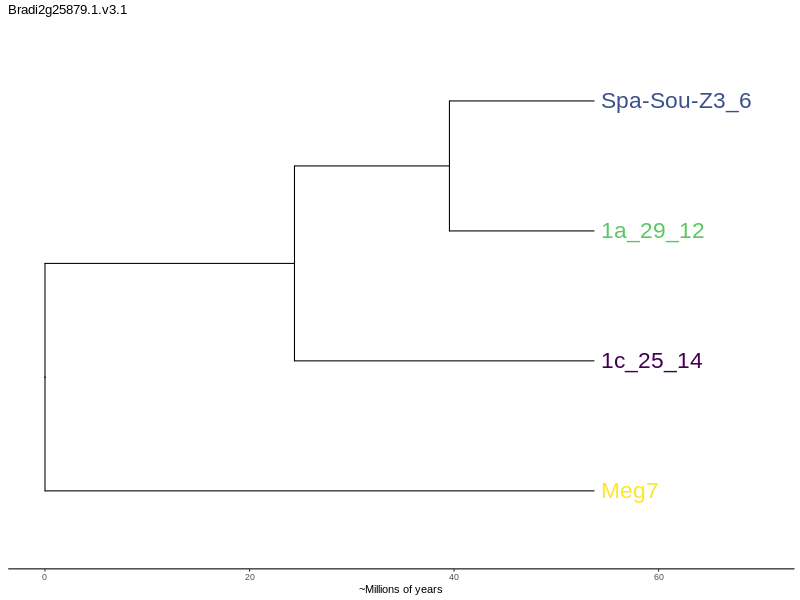 Bradi2g25879.1.v3.1
Spa-Sou-Z3_6
1a_29_12
1c_25_14
Meg7
0 20 40 60
~Millions of years